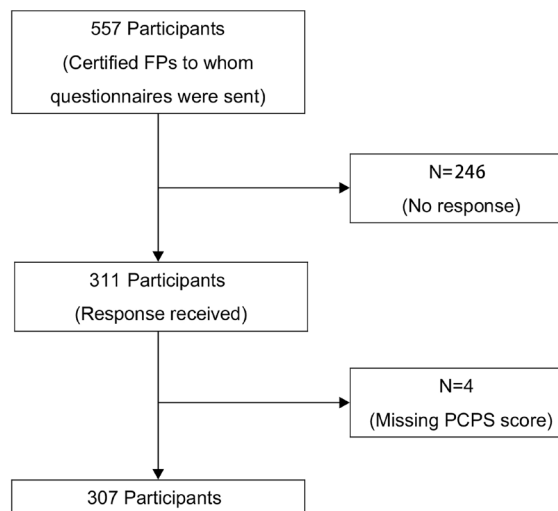 557 Participants
(Certified FPs to whom
questionnaires were sent)
N=246
(No response)
311 Participants
(Response received)
N=4
(Missing PCPS score)
307 Participants